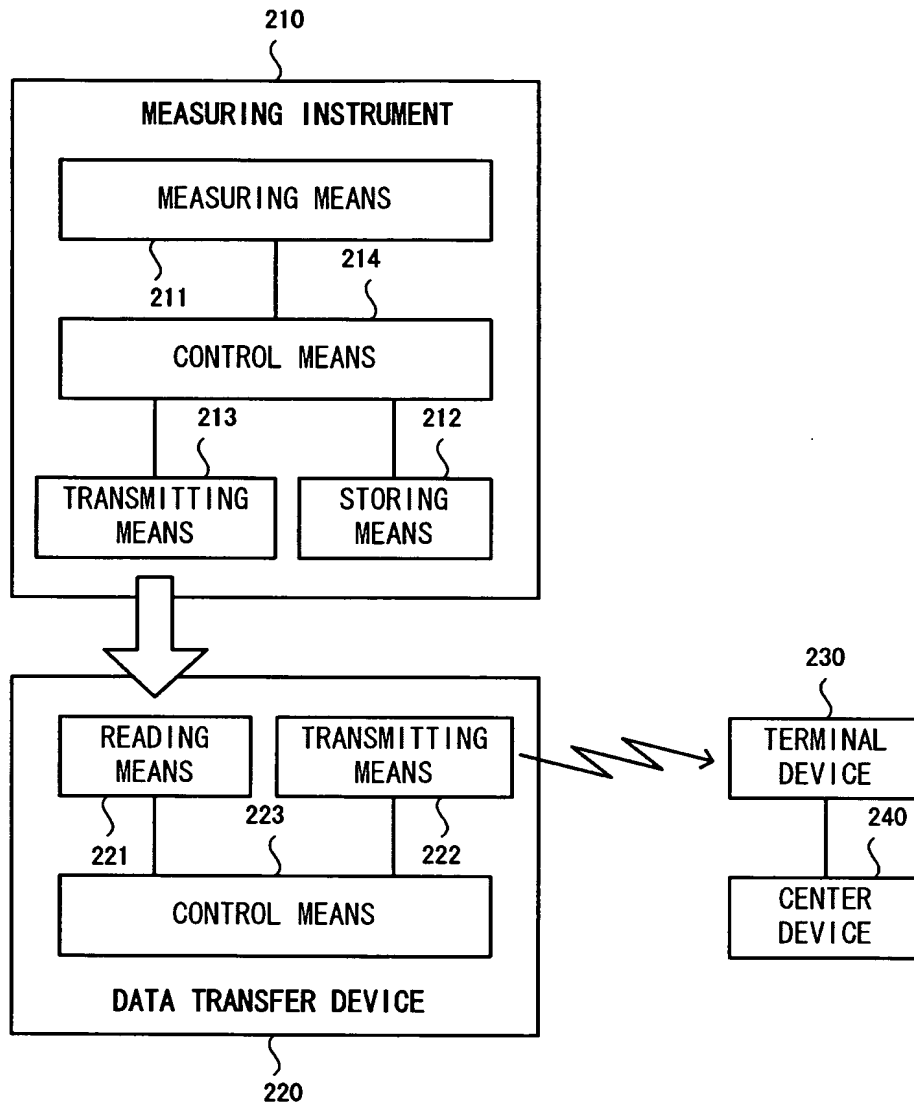 210
MEASURING INSTRUMENT
MEASURING MEANS
211
214
CONTROL MEANS
213
212
TRANSMITTING
MEANS
STORING
MEANS
READING
MEANS
TRANSMITTING
MEANS
221
223
222
CONTROL MEANS
DATA TRANSFER DEVICE
220
230
TERMINAL
DEVICE
240
CENTER
DEVICE